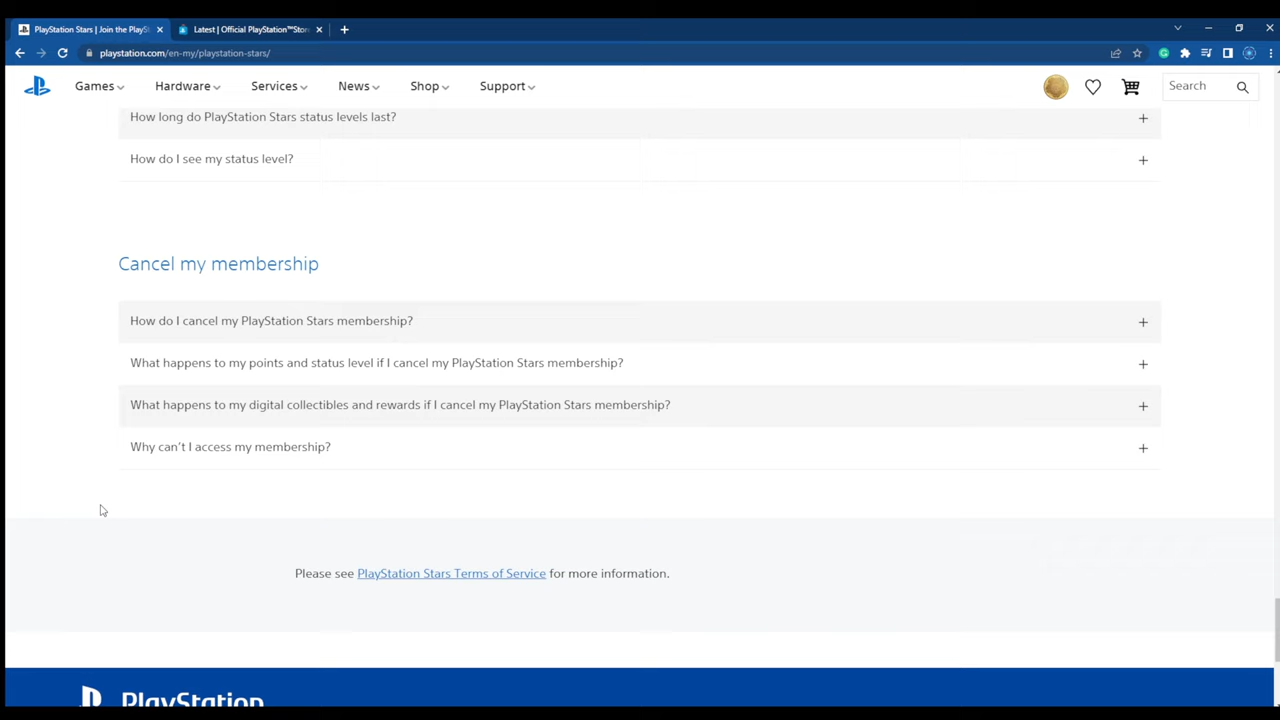 PlayStation Stars | Join the PlayS
Latest | Official PlayStation™Stor
playstation.com/en-my/playstation-stars/
Games
Hardware
Services
News
Shop
Support
Search
How long do PlayStation Stars status levels last?
How do I see my status level?
Cancel my membership
How do I cancel my PlayStation Stars membership?
What happens to my points and status level if I cancel my PlayStation Stars membership?
What happens to my digital collectibles and rewards if I cancel my PlayStation Stars membership?
Why can't I access my membership?
Please see PlayStation Stars Terms of Service for more information.
PlayStation